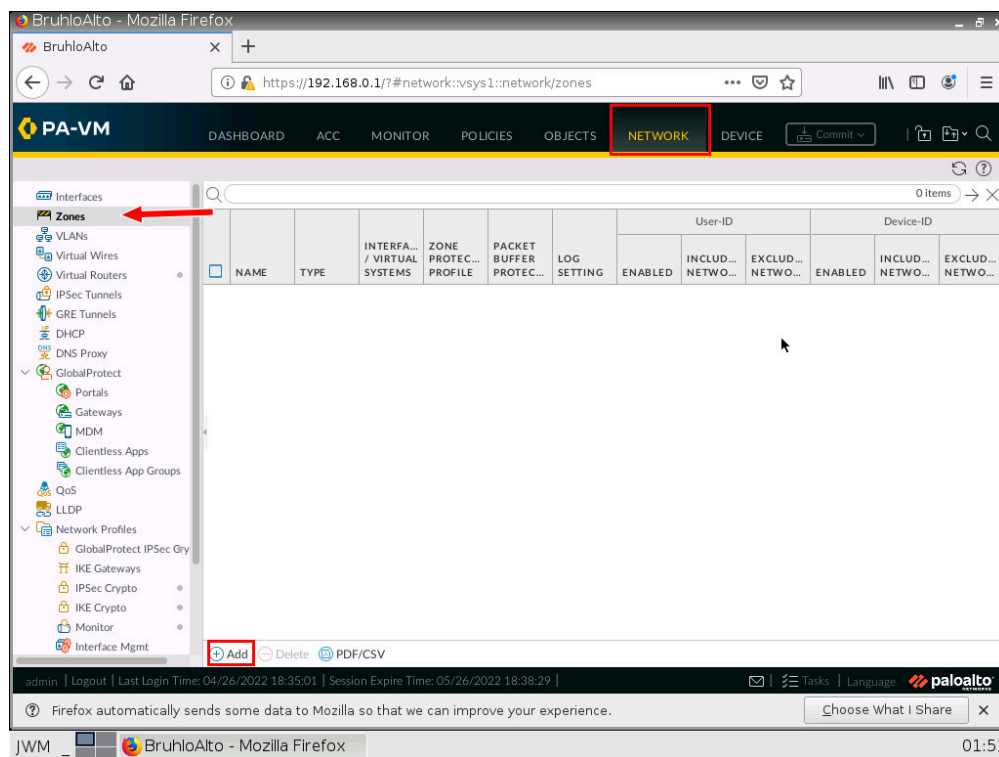 BruhloAlto - Mozilla Firefox
BruhloAlto
https://192.168.0.1/?#network::vsys1::network/zones
PA-VM
DASHBOARD ACC MONITOR POLICIES OBJECTS NETWORK DEVICE Commit
0 items
Interfaces
Zones
VLANs
Virtual Wires
Virtual Routers
IPSec Tunnels
GRE Tunnels
DHCP
DNS Proxy
GlobalProtect
Portals
Gateways
MDM
Clientless Apps
Clientless App Groups
QoS
LLDP
Network Profiles
GlobalProtect IPSec Cry
IKE Gateways
IPSec Crypto
IKE Crypto
Monitor
Interface Mgmt
User-ID Device-ID
NAME
TYPE
INTERFA...
/ VIRTUAL
SYSTEMS
ZONE
PROTEC...
PROFILE
PACKET
BUFFER
PROTEC...
LOG
SETTING
ENABLED
INCLUD...
NETWO...
EXCLUD...
NETWO...
ENABLED
INCLUD...
NETWO...
EXCLUD...
NETWO...
Add Delete PDF/CSV
admin | Logout | Last Login Time: 04/26/2022 18:35:01 | Session Expire Time: 05/26/2022 18:38:29 | Tasks | Language paloalto NETWORKS
Firefox automatically sends some data to Mozilla so that we can improve your experience. Choose What I Share
JWM _ BruhloAlto - Mozilla Firefox 01:5